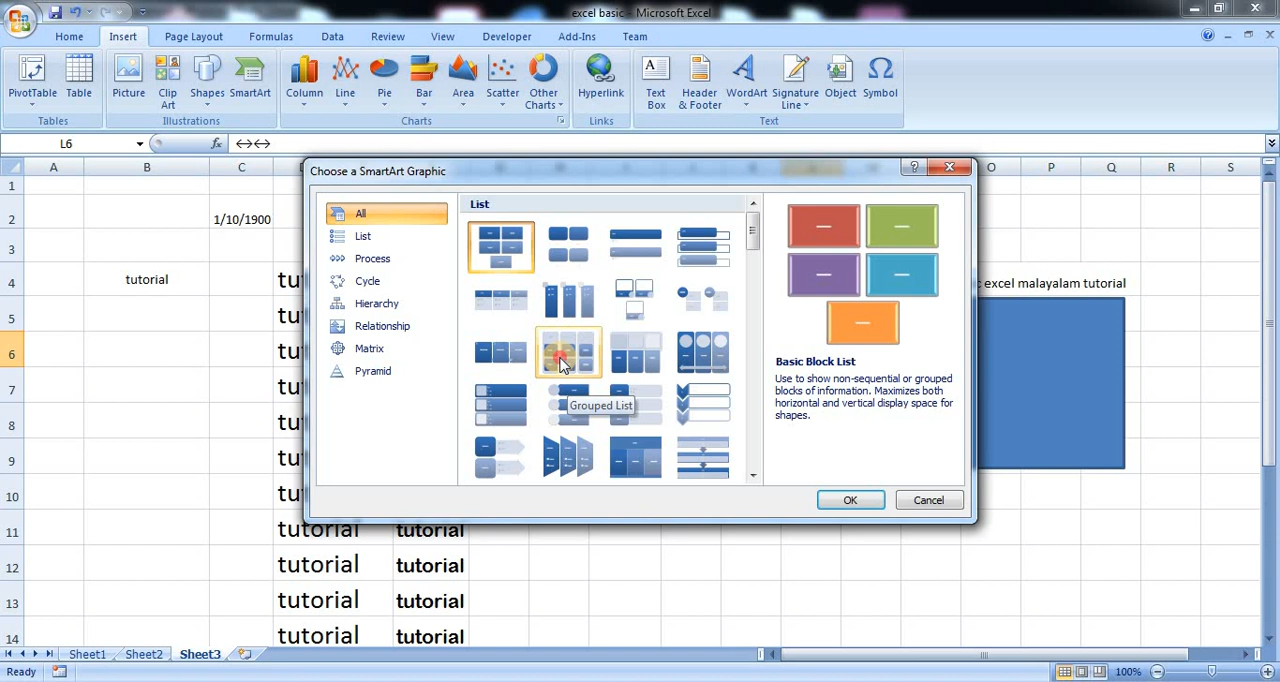 excel basic - Microsoft Excel
Home Insert Page Layout Formulas Data Review View Developer Add-Ins Team
PivotTable Table Picture Clip Art Shapes SmartArt Column Line Pie Bar Area Scatter Other Charts Hyperlink Text Box Header & Footer WordArt Signature Line Object Symbol
Tables Illustrations Charts Links Text
L6 fx <-><->
A B C O P Q R S
Choose a SmartArt Graphic
1
2 1/10/1900
3
4 tutorial excel malayalam tutorial
5
6
7
8
9
10
11 tutorial tutorial
12 tutorial tutorial
13 tutorial tutorial
14 tutorial tutorial
All
List
Process
Cycle
Hierarchy
Relationship
Matrix
Pyramid
List
Grouped List
Basic Block List
Use to show non-sequential or grouped
blocks of information. Maximizes both
horizontal and vertical display space for
shapes.
OK Cancel
Sheet1 Sheet2 Sheet3
Ready 100%